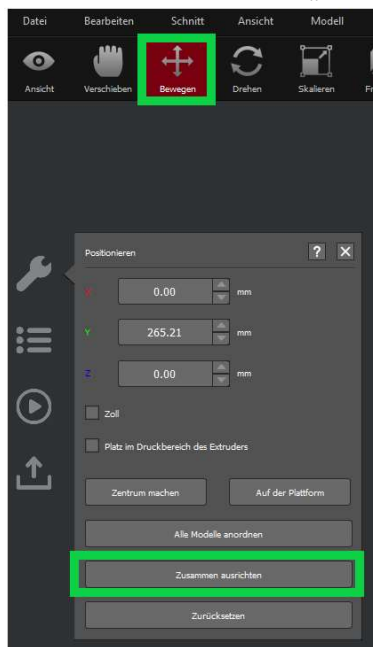 Datei Bearbeiten Schnitt Ansicht Modell
Ansicht Verschieben Bewegen Drehen Skalieren
Positionieren ? X
X 0.00 mm
Y 265.21 mm
Z 0.00 mm
Zoll
Platz im Druckbereich des Extruders
Zentrum machen Auf der Plattform
Alle Modelle anordnen
Zusammen ausrichten
Zurücksetzen